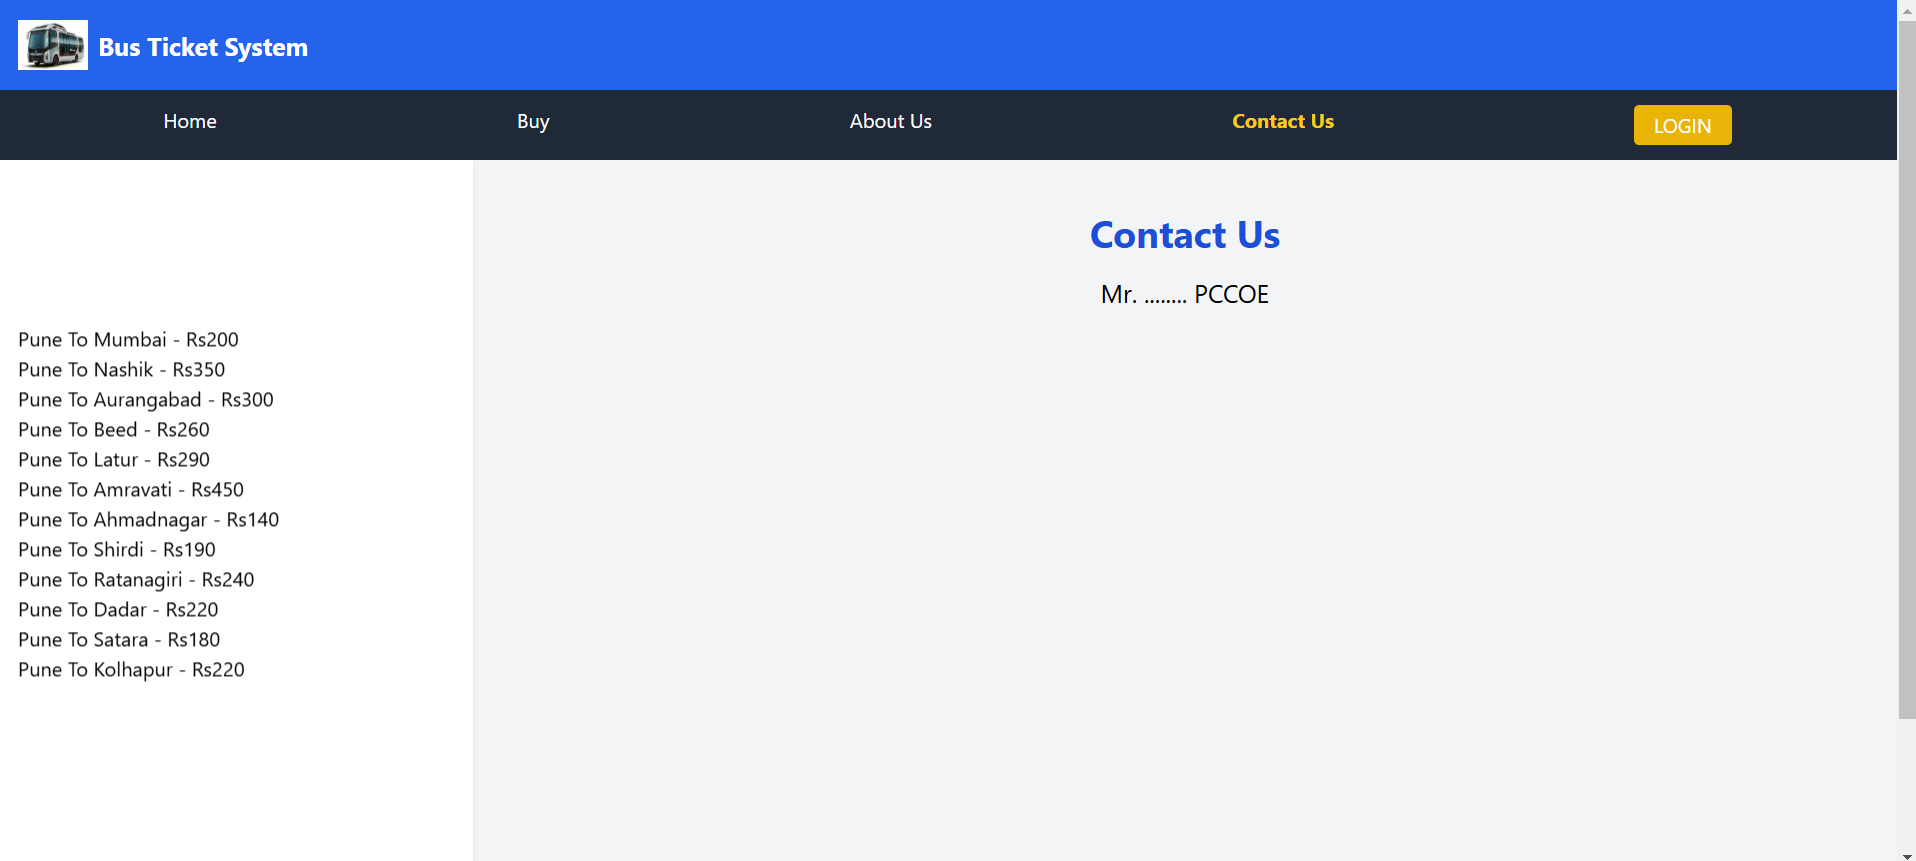 Bus Ticket System
Home Buy About Us Contact Us LOGIN
Contact Us
Mr. ........ PCCOE
Pune To Mumbai - Rs200
Pune To Nashik - Rs350
Pune To Aurangabad - Rs300
Pune To Beed - Rs260
Pune To Latur - Rs290
Pune To Amravati - Rs450
Pune To Ahmadnagar - Rs140
Pune To Shirdi - Rs190
Pune To Ratanagiri - Rs240
Pune To Dadar - Rs220
Pune To Satara - Rs180
Pune To Kolhapur - Rs220